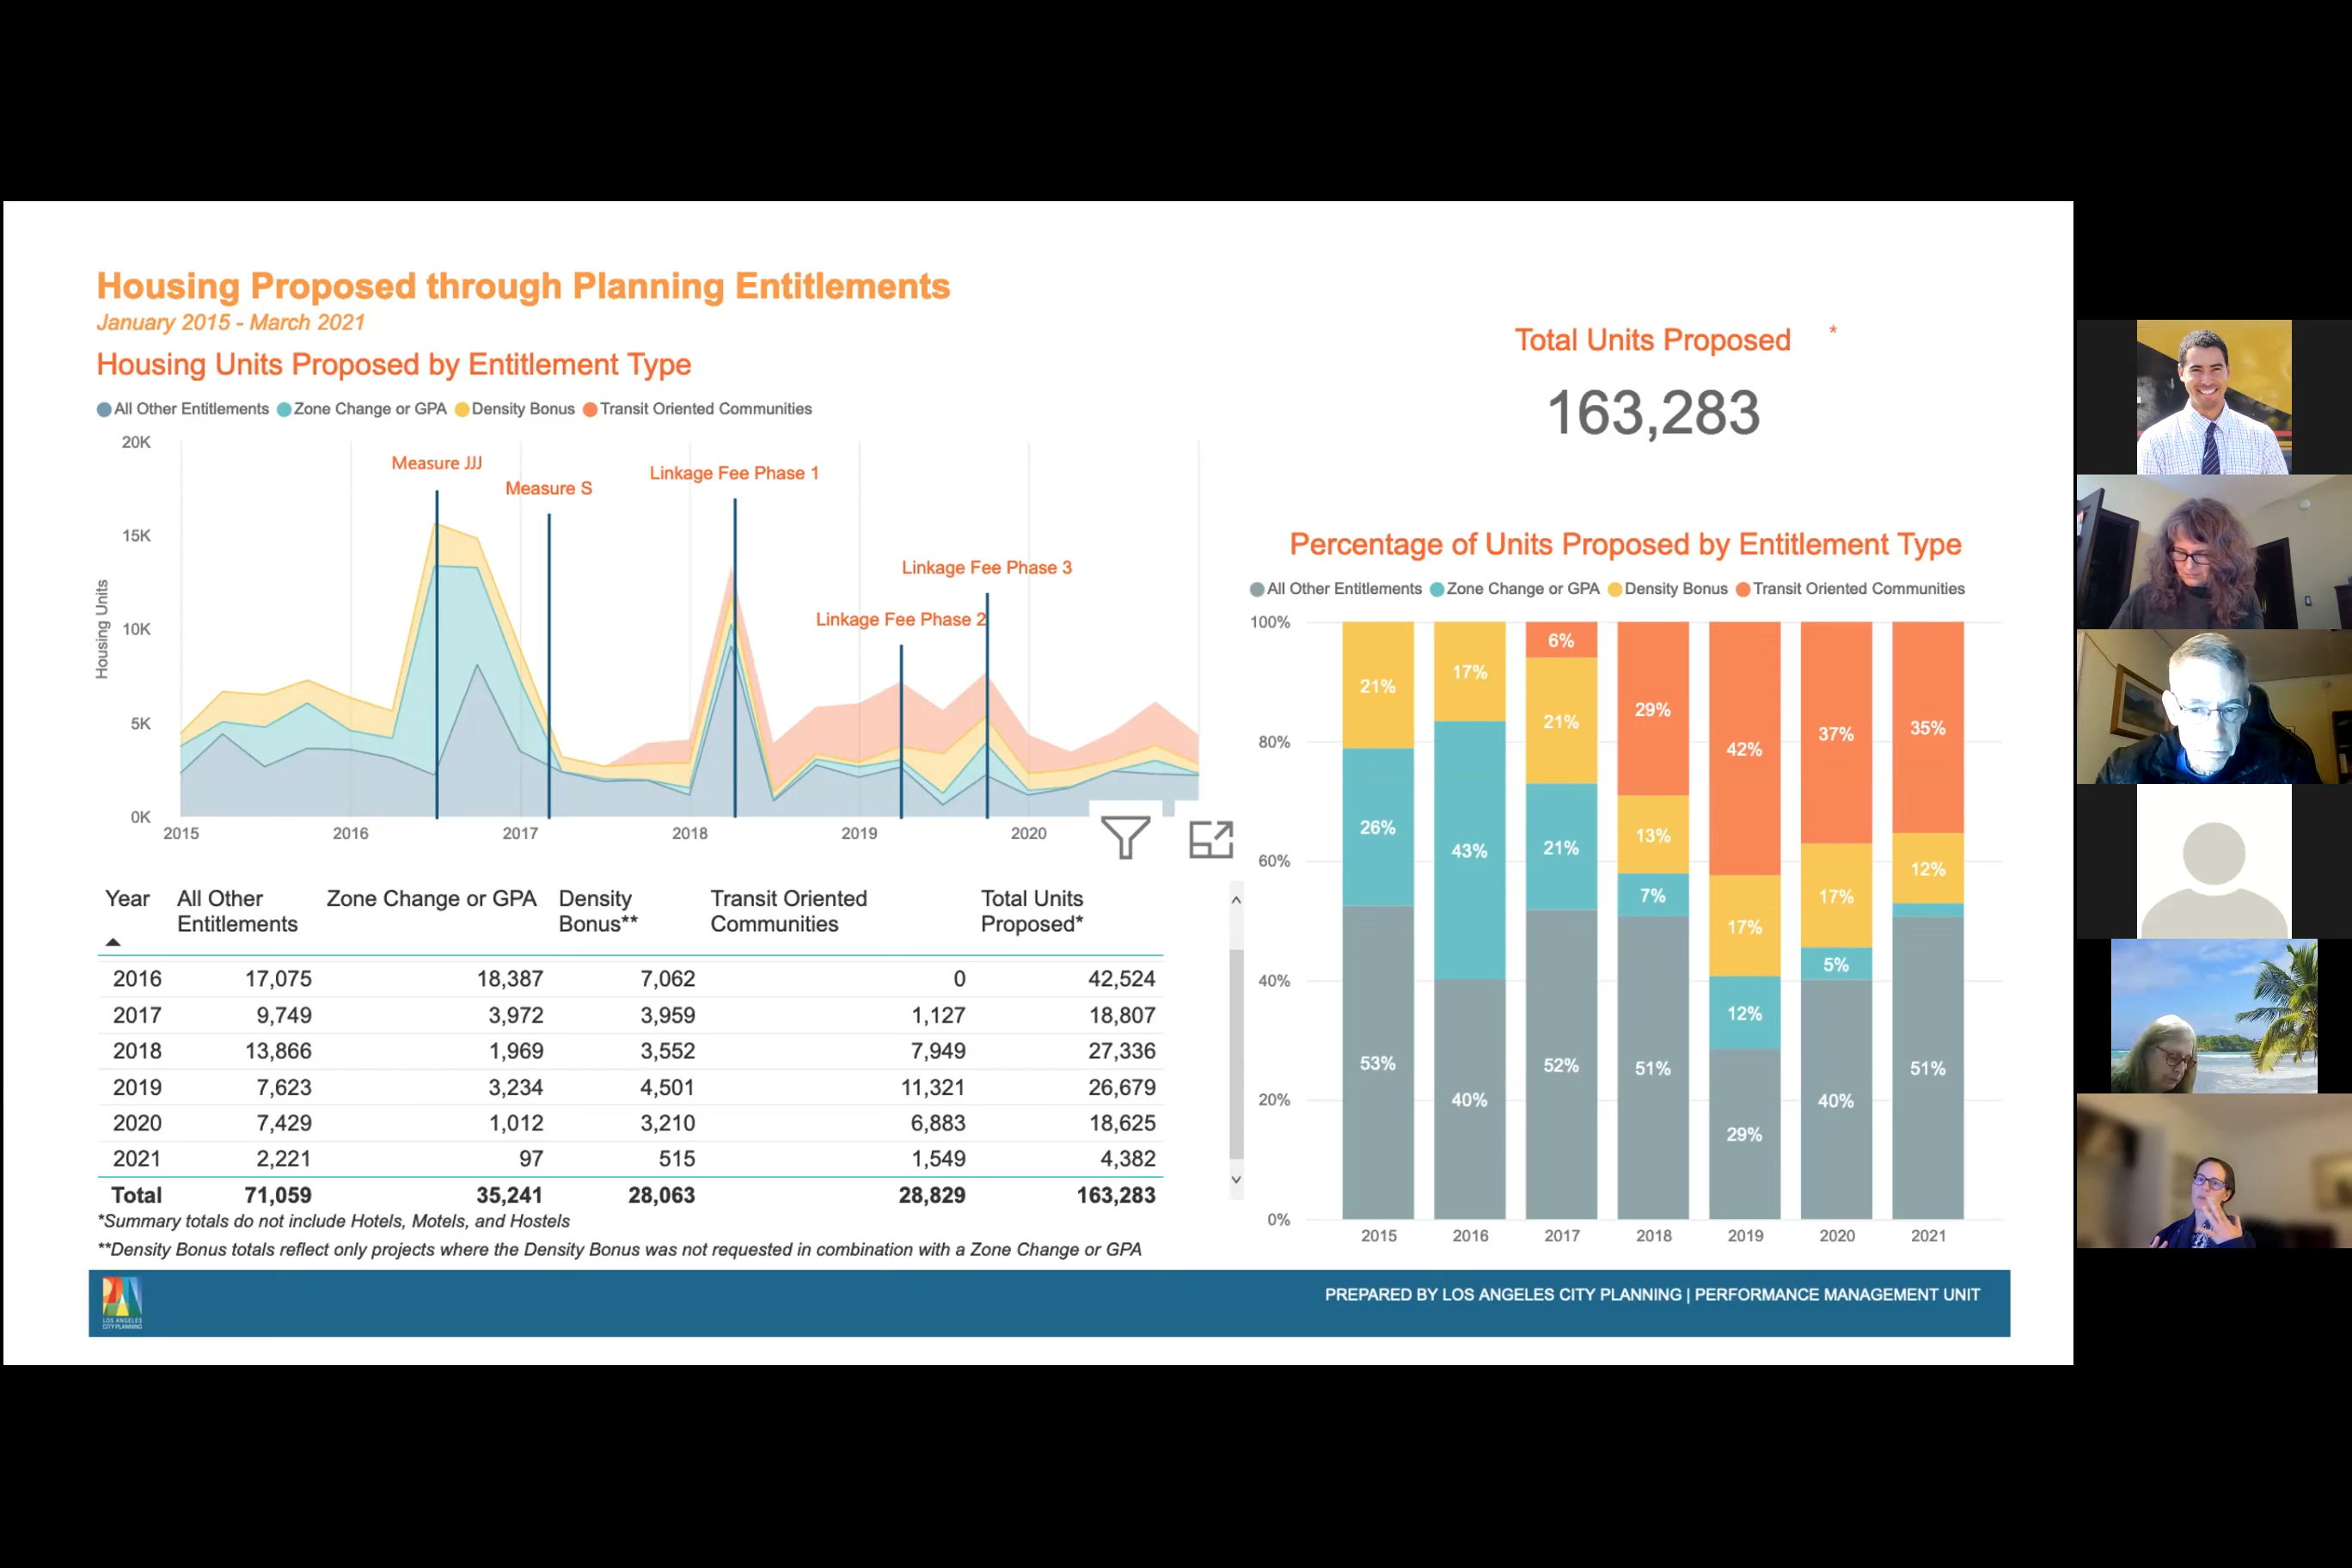 Housing Proposed through Planning Entitlements
January 2015 - March 2021
Housing Units Proposed by Entitlement Type
All Other Entitlements Zone Change or GPA Density Bonus Transit Oriented Communities
20K
15K
10K
5K
0K
Housing Units
Measure JJJ
Measure S
Linkage Fee Phase 1
Linkage Fee Phase 2
Linkage Fee Phase 3
2015 2016 2017 2018 2019 2020
Year All Other Entitlements Zone Change or GPA Density Bonus** Transit Oriented Communities Total Units Proposed*
2016 17,075 18,387 7,062 0 42,524
2017 9,749 3,972 3,959 1,127 18,807
2018 13,866 1,969 3,552 7,949 27,336
2019 7,623 3,234 4,501 11,321 26,679
2020 7,429 1,012 3,210 6,883 18,625
2021 2,221 97 515 1,549 4,382
Total 71,059 35,241 28,063 28,829 163,283
*Summary totals do not include Hotels, Motels, and Hostels
**Density Bonus totals reflect only projects where the Density Bonus was not requested in combination with a Zone Change or GPA
Total Units Proposed *
163,283
Percentage of Units Proposed by Entitlement Type
All Other Entitlements Zone Change or GPA Density Bonus Transit Oriented Communities
100%
80%
60%
40%
20%
0%
21%
26%
53%
17%
43%
40%
6%
21%
21%
52%
29%
13%
7%
51%
42%
17%
12%
29%
37%
17%
5%
40%
35%
12%
51%
2015 2016 2017 2018 2019 2020 2021
LOS ANGELES
CITY PLANNING
PREPARED BY LOS ANGELES CITY PLANNING | PERFORMANCE MANAGEMENT UNIT